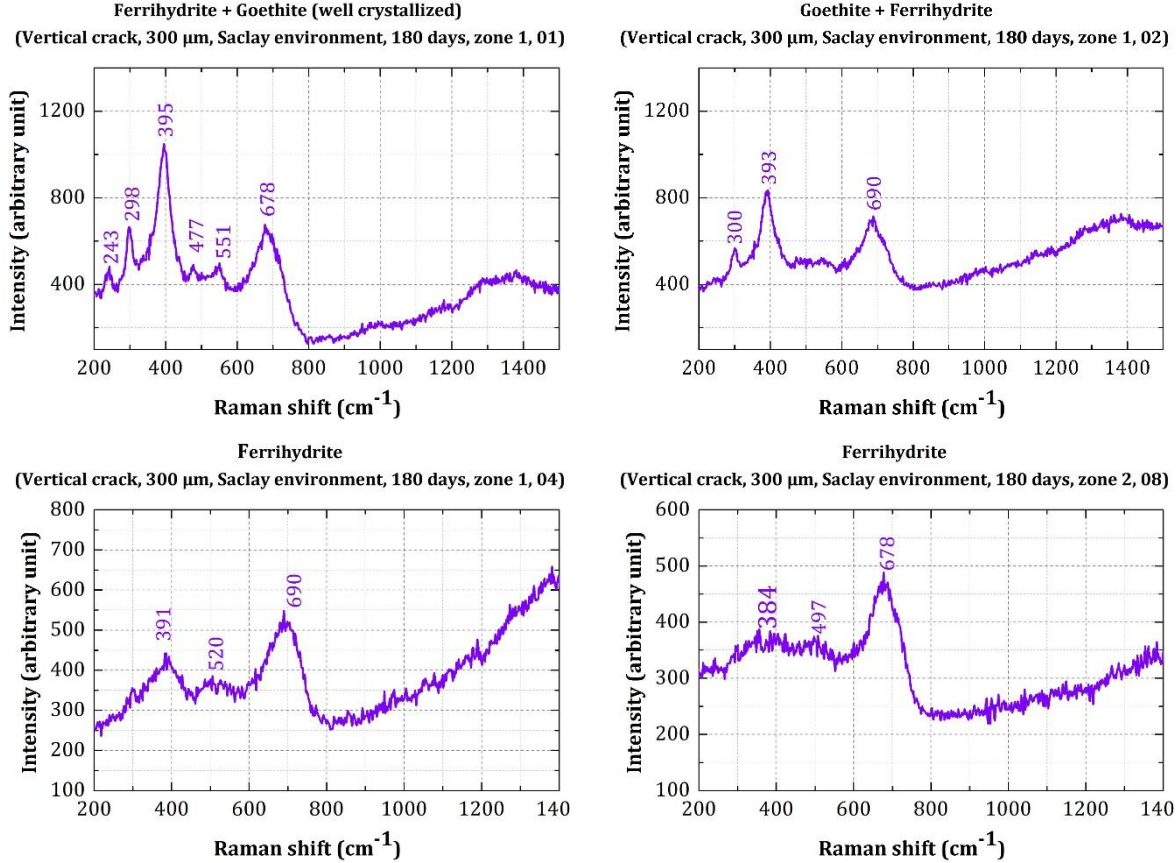 Ferrihydrite + Goethite (well crystallized)
(Vertical crack, 300 µm, Saclay environment, 180 days, zone 1, 01)
Intensity (arbitrary unit)
1200
800
400
243
298
395
477
551
678
200 400 600 800 1000 1200 1400
Raman shift (cm-1)
Goethite + Ferrihydrite
(Vertical crack, 300 µm, Saclay environment, 180 days, zone 1, 02)
Intensity (arbitrary unit)
1200
800
400
300
393
690
200 400 600 800 1000 1200 1400
Raman shift (cm-1)
Ferrihydrite
(Vertical crack, 300 µm, Saclay environment, 180 days, zone 1, 04)
Intensity (arbitrary unit)
800
700
600
500
400
300
200
100
391
520
690
200 400 600 800 1000 1200 140
Raman shift (cm-1)
Ferrihydrite
(Vertical crack, 300 µm, Saclay environment, 180 days, zone 2, 08)
Intensity (arbitrary unit)
600
500
400
300
200
100
384
497
678
200 400 600 800 1000 1200 140
Raman shift (cm-1)